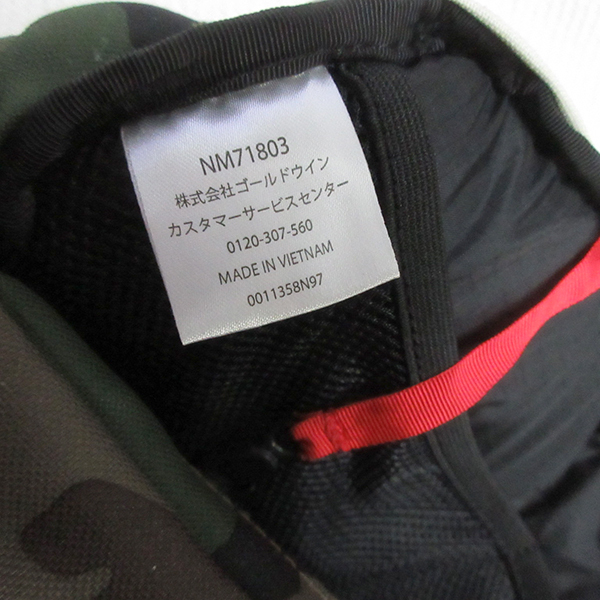 NM71803
株式会社ゴールドウイン
カスタマーサービスセンター
0120-307-560
MADE IN VIETNAM
0011358N97